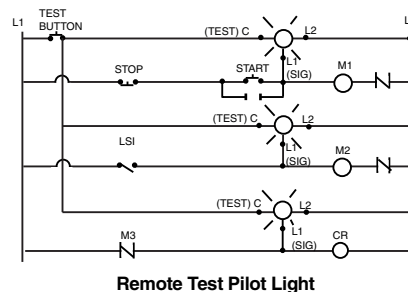 L1
TEST
BUTTON
(TEST) C
L2
L1
(SIG)
STOP
START
M1
(TEST) C
L2
L1
(SIG)
LSI
M2
(TEST) C
L2
L1
(SIG)
M3
CR
Remote Test Pilot Light